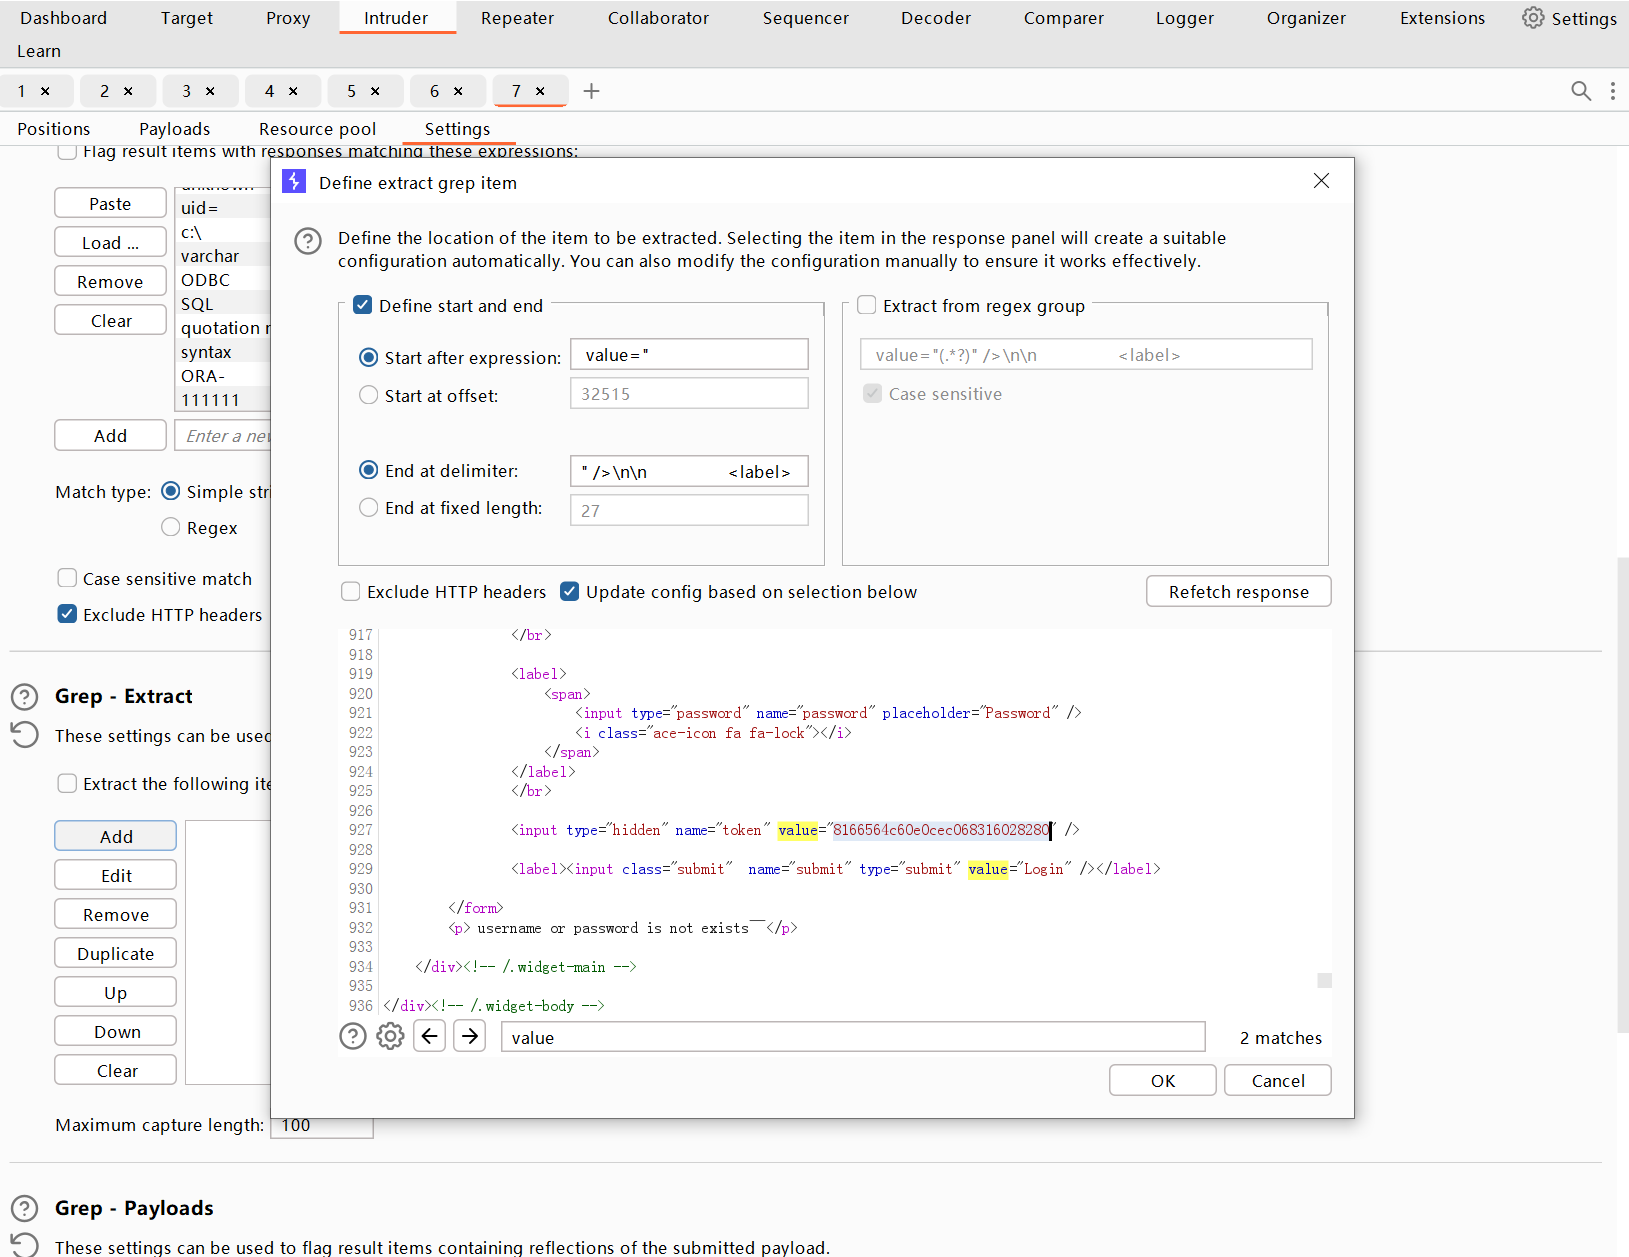 Dashboard Target Proxy Intruder Repeater Collaborator Sequencer Decoder Comparer Logger Organizer Extensions Settings
Learn
1 × 2 × 3 × 4 × 5 × 6 × 7 × +
Positions Payloads Resource pool Settings
Flag result items with responses matching these expressions:
Define extract grep item
Paste
Load ...
Remove
Clear
uid=
c:\
varchar
ODBC
SQL
quotation
syntax
ORA-
111111
Add Enter a new
Match type: Simple stri
Regex
Case sensitive match
Exclude HTTP headers
Define the location of the item to be extracted. Selecting the item in the response panel will create a suitable
configuration automatically. You can also modify the configuration manually to ensure it works effectively.
Define start and end
Start after expression: value="
Start at offset: 32515
End at delimiter: " />\n\n <label>
End at fixed length: 27
Extract from regex group
value="(.*?)" />\n\n <label>
Case sensitive
Exclude HTTP headers Update config based on selection below Refetch response
917 </br>
918
919 <label>
920 <span>
921 <input type="password" name="password" placeholder="Password" />
922 <i class="ace-icon fa fa-lock"></i>
923 </span>
924 </label>
925 </br>
926
927 <input type="hidden" name="token" value="8166564c60e0cec068316028280" />
928
929 <label><input class="submit" name="submit" type="submit" value="Login" /></label>
930
931 </form>
932 <p> username or password is not exists~~</p>
933
934 </div><!-- /.widget-main -->
935
936 </div><!-- /.widget-body -->
value 2 matches
OK Cancel
Grep - Extract
These settings can be used
Extract the following ite
Add
Edit
Remove
Duplicate
Up
Down
Clear
Maximum capture length: 100
Grep - Payloads
These settings can be used to flag result items containing reflections of the submitted payload.